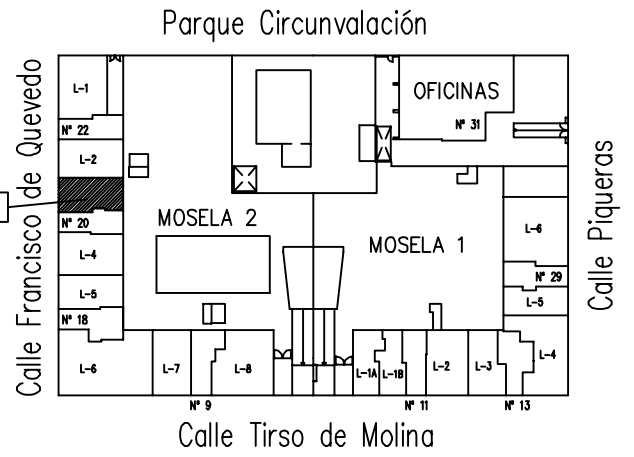 Parque Circunvalación
Calle Francisco de Quevedo
Calle Piqueras
Calle Tirso de Molina
L-1
Nº 22
L-2
Nº 20
L-4
L-5
Nº 18
L-6
L-7
Nº 9
L-8
MOSELA 2
MOSELA 1
OFICINAS
Nº 31
L-6
Nº 29
L-5
L-4
L-1A
L-1B
L-2
L-3
Nº 11
Nº 13